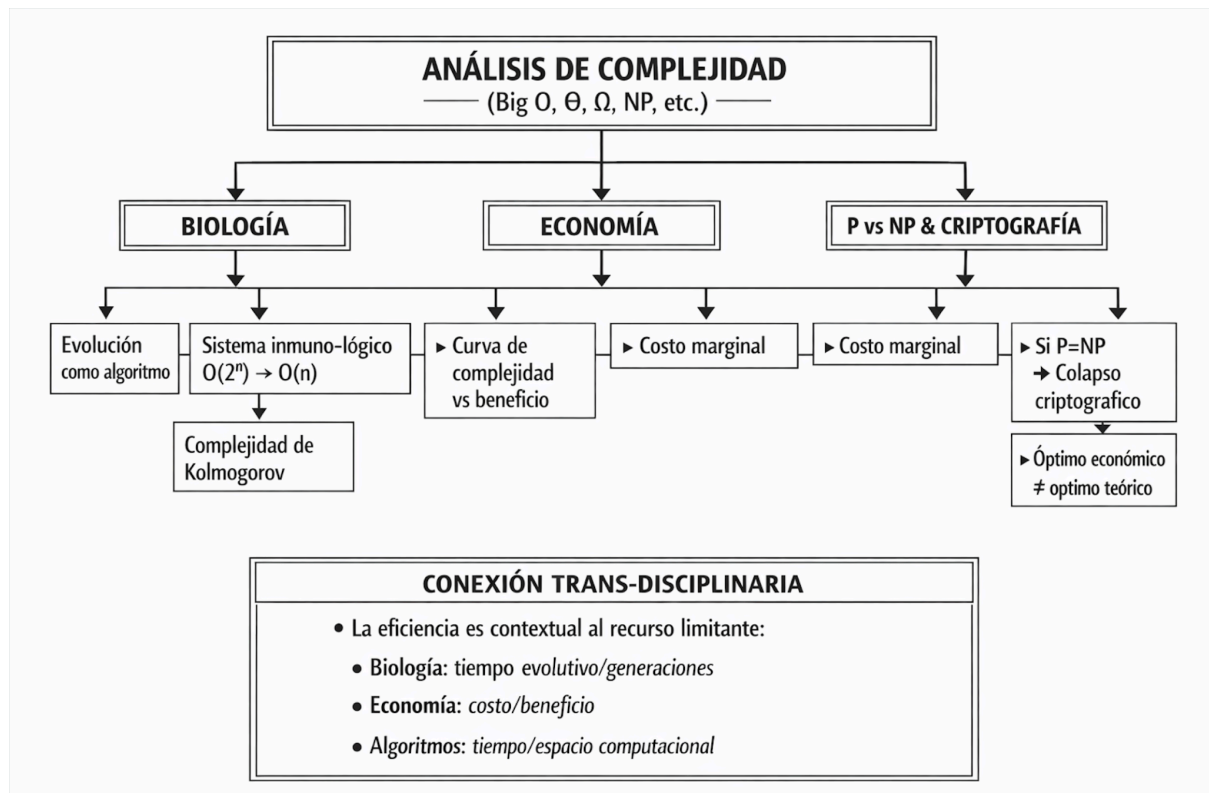 ANÁLISIS DE COMPLEJIDAD
(Big O, Θ, Ω, NP, etc.)
BIOLOGÍA
ECONOMÍA
P vs NP & CRIPTOGRAFÍA
Evolución
como algoritmo
Sistema inmuno-lógico
O(2ⁿ) → O(n)
Complejidad de
Kolmogorov
▸ Curva de
complejidad
vs beneficio
▸ Costo marginal
▸ Costo marginal
▸ Si P=NP
➔ Colapso
criptografico
▸ Óptimo económico
≠ optimo teórico
CONEXIÓN TRANS-DISCIPLINARIA
• La eficiencia es contextual al recurso limitante:
• Biología: tiempo evolutivo/generaciones
• Economía: costo/beneficio
• Algoritmos: tiempo/espacio computacional